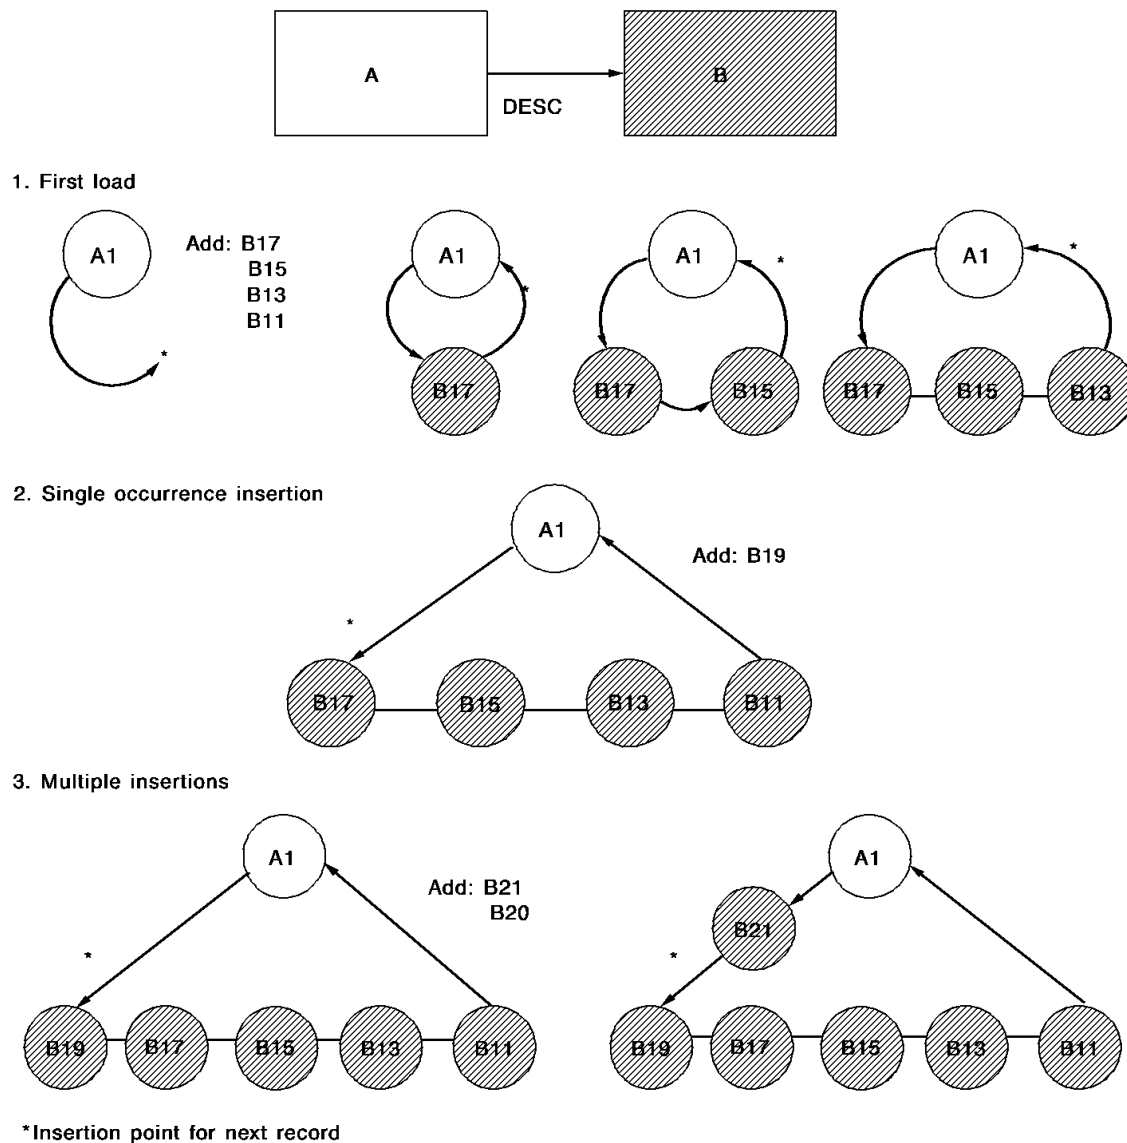 A
B
DESC
1. First load
A1
Add: B17
B15
B13
B11
*
A1
*
B17
A1
*
B17
B15
A1
*
B17
B15
B13
2. Single occurrence insertion
A1
Add: B19
*
B17
B15
B13
B11
3. Multiple insertions
A1
Add: B21
B20
*
B19
B17
B15
B13
B11
A1
B21
*
B19
B17
B15
B13
B11
*Insertion point for next record